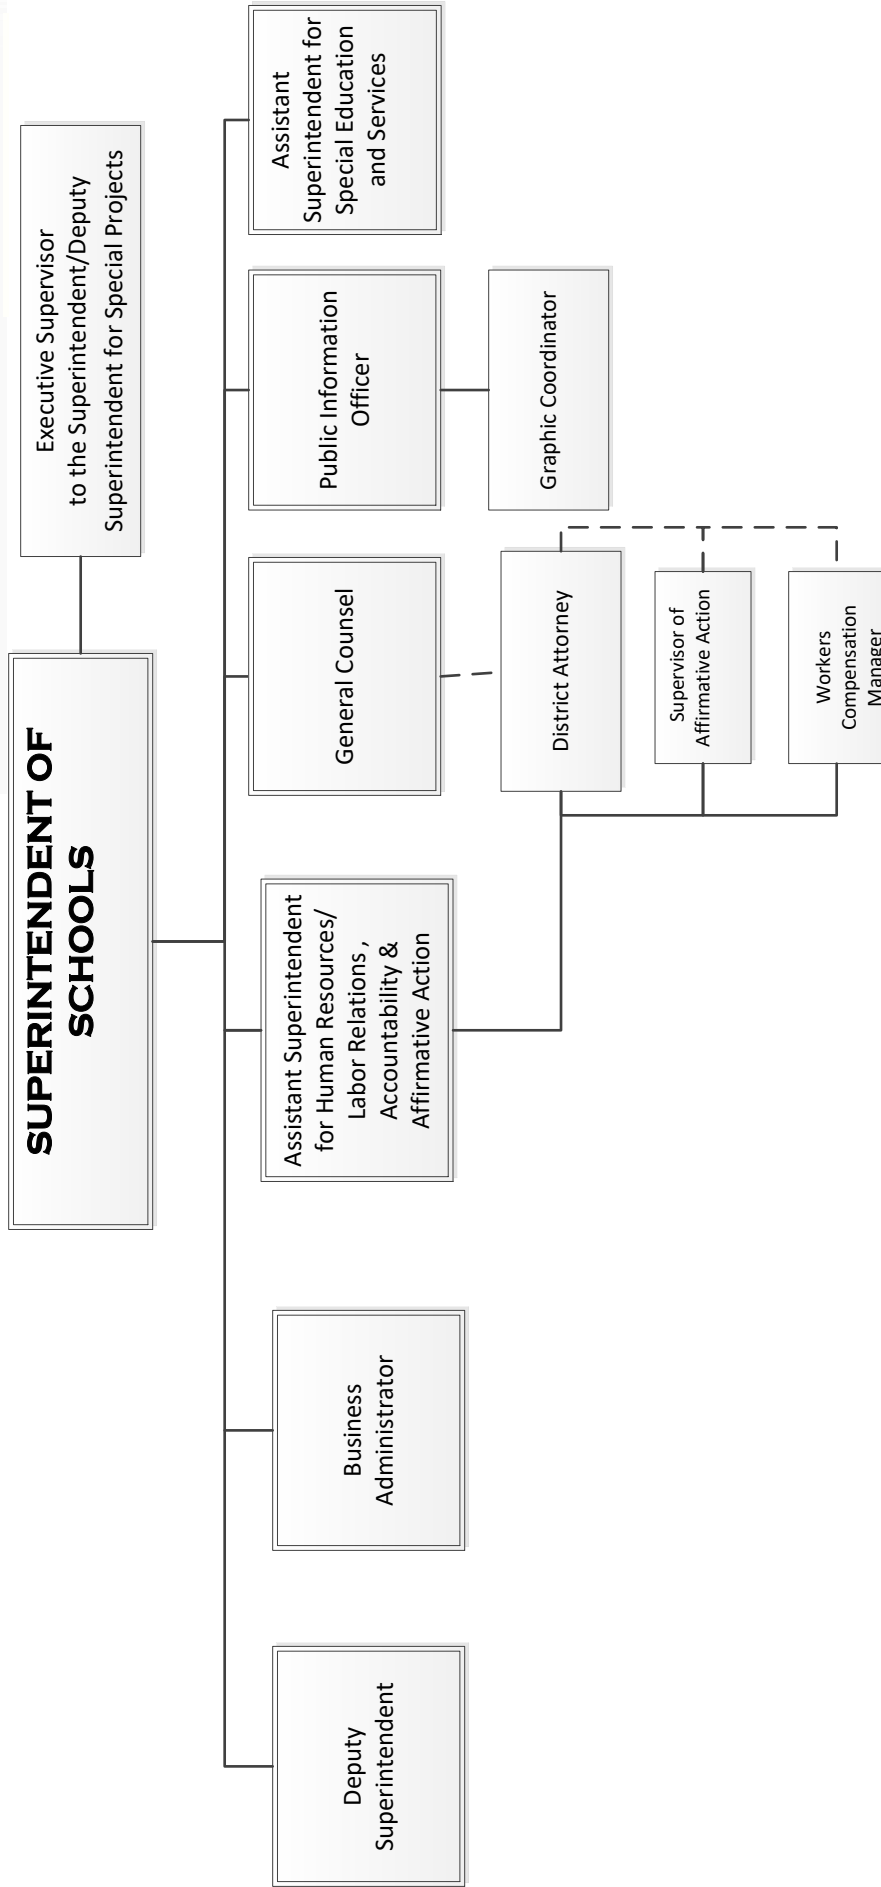 SUPERINTENDENT OF
SCHOOLS
Executive Supervisor
to the Superintendent/Deputy
Superintendent for Special Projects
Deputy
Superintendent
Business
Administrator
Assistant Superintendent
for Human Resources/
Labor Relations ,
Accountability &
Affirmative Action
General Counsel
Public Information
Officer
Assistant
Superintendent for
Special Education
and Services
District Attorney
Graphic Coordinator
Supervisor of
Affirmative Action
Workers
Compensation
Manager